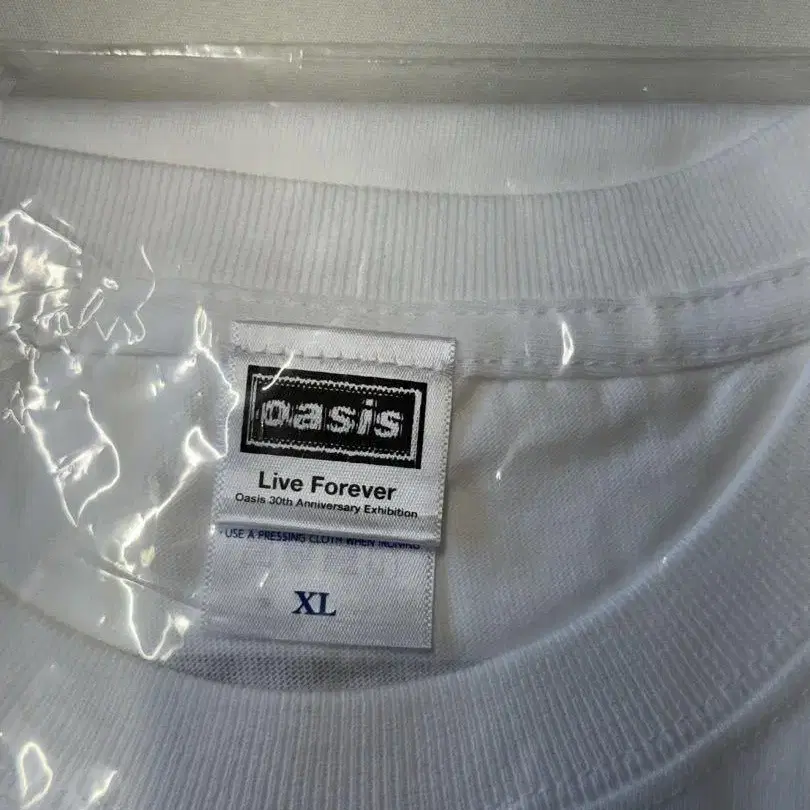 oasis
Live Forever
Oasis 30th Anniversary Exhibition
· USE A PRESSING CLOTH WHEN IRONING
XL